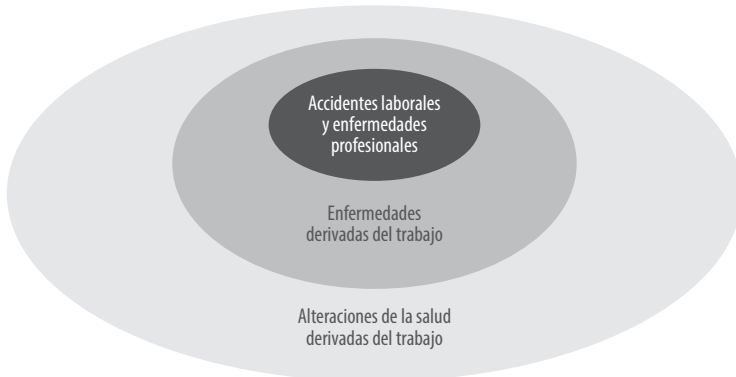 Accidentes laborales
y enfermedades
profesionales
Enfermedades
derivadas del trabajo
Alteraciones de la salud
derivadas del trabajo